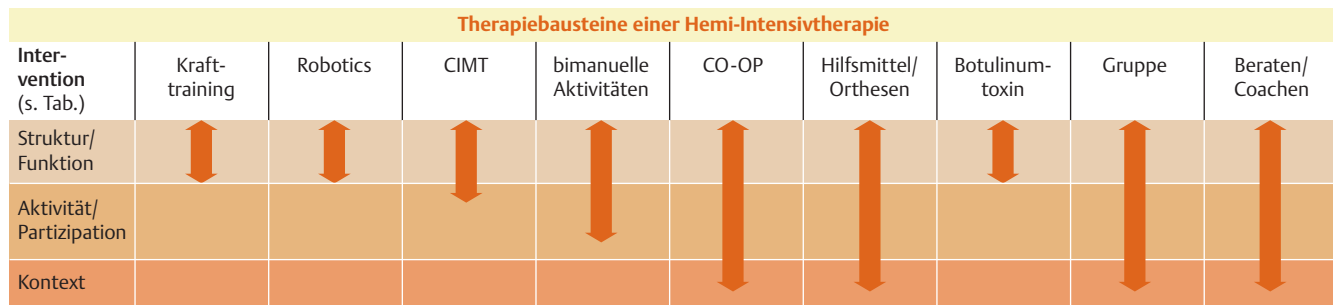 Therapiebausteine einer Hemi-Intensivtherapie
Inter-
vention
(s. Tab.)
Kraft-
training
Robotics
CIMT
bimanuelle
Aktivitäten
CO-OP
Hilfsmittel/
Orthesen
Botulinum-
toxin
Gruppe
Beraten/
Coachen
Struktur/
Funktion
Aktivität/
Partizipation
Kontext